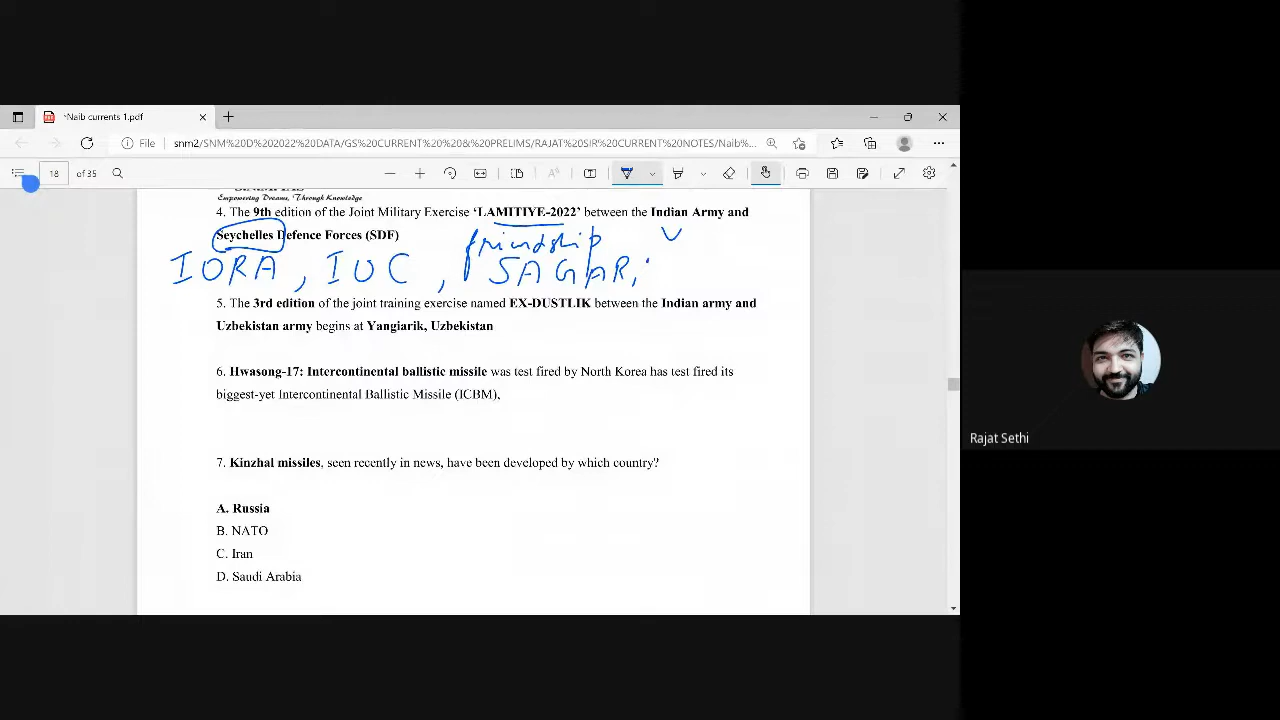 *Naib currents 1.pdf
File snm2/SNM%20D%202022%20DATA/GS%20CURRENT%20%208&%20PRELIMS/RAJAT%20SIR%20CURRENT%20NOTES/Naib%...
18 of 35
Empowering Dreams, Through Knowledge
4. The 9th edition of the Joint Military Exercise ‘LAMITIYE-2022’ between the Indian Army and
Seychelles Defence Forces (SDF)
friendship
IORA, IOC, SAGAR,
5. The 3rd edition of the joint training exercise named EX-DUSTLIK between the Indian army and
Uzbekistan army begins at Yangiarik, Uzbekistan
6. Hwasong-17: Intercontinental ballistic missile was test fired by North Korea has test fired its
biggest-yet Intercontinental Ballistic Missile (ICBM),
7. Kinzhal missiles, seen recently in news, have been developed by which country?
A. Russia
B. NATO
C. Iran
D. Saudi Arabia
Rajat Sethi